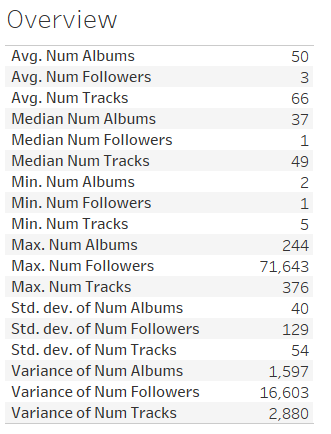 Overview
Avg. Num Albums 50
Avg. Num Followers 3
Avg. Num Tracks 66
Median Num Albums 37
Median Num Followers 1
Median Num Tracks 49
Min. Num Albums 2
Min. Num Followers 1
Min. Num Tracks 5
Max. Num Albums 244
Max. Num Followers 71,643
Max. Num Tracks 376
Std. dev. of Num Albums 40
Std. dev. of Num Followers 129
Std. dev. of Num Tracks 54
Variance of Num Albums 1,597
Variance of Num Followers 16,603
Variance of Num Tracks 2,880